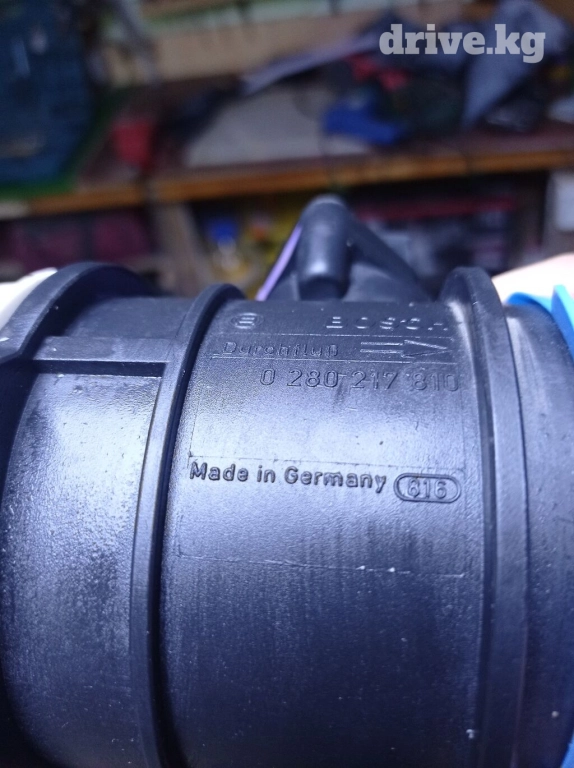 drive.kg
BOSCH
Durchfluß
0 280 217 810
Made in Germany 616